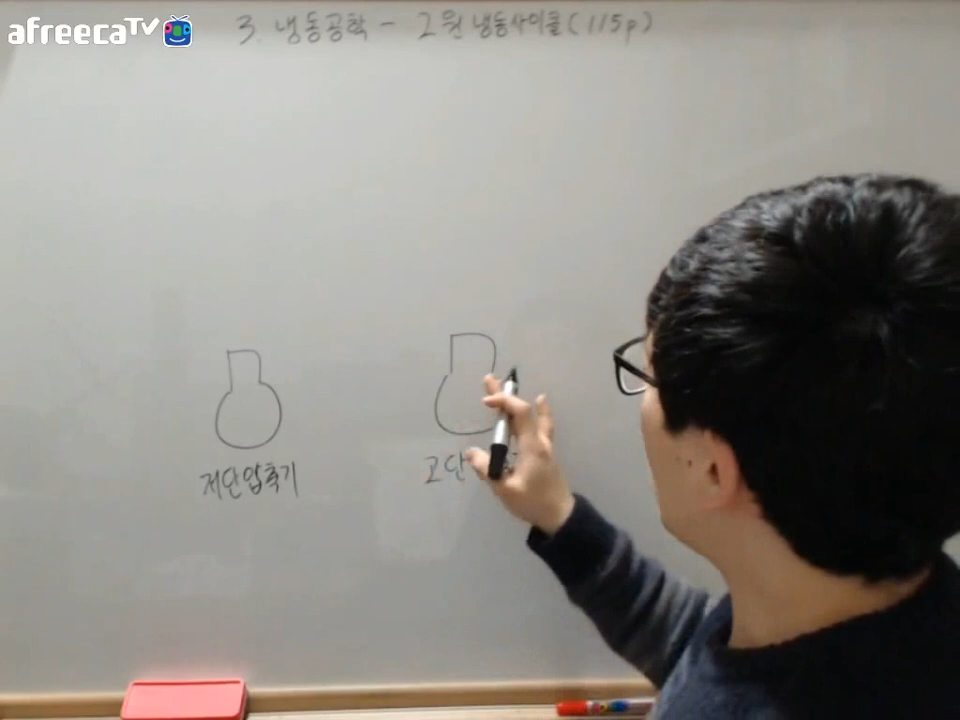 afreecaTV
3. 냉동공학 - 2원 냉동사이클 (115p)
저단압축기
고단